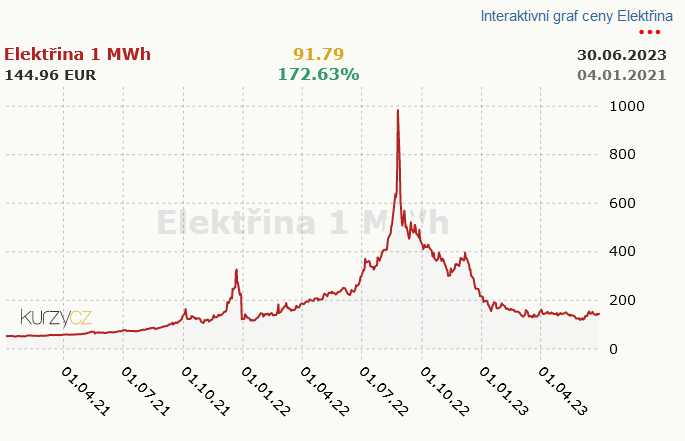 Interaktivní graf ceny Elektřina
Elektřina 1 MWh 91.79 30.06.2023
144.96 EUR 172.63% 04.01.2021
1000
800
Elektřina 1 MWh
600
400
kurzycz
200
0
01.04.21 01.07.21 01.10.21 01.01.22 01.04.22 01.07.22 01.10.22 01.01.23 01.04.23